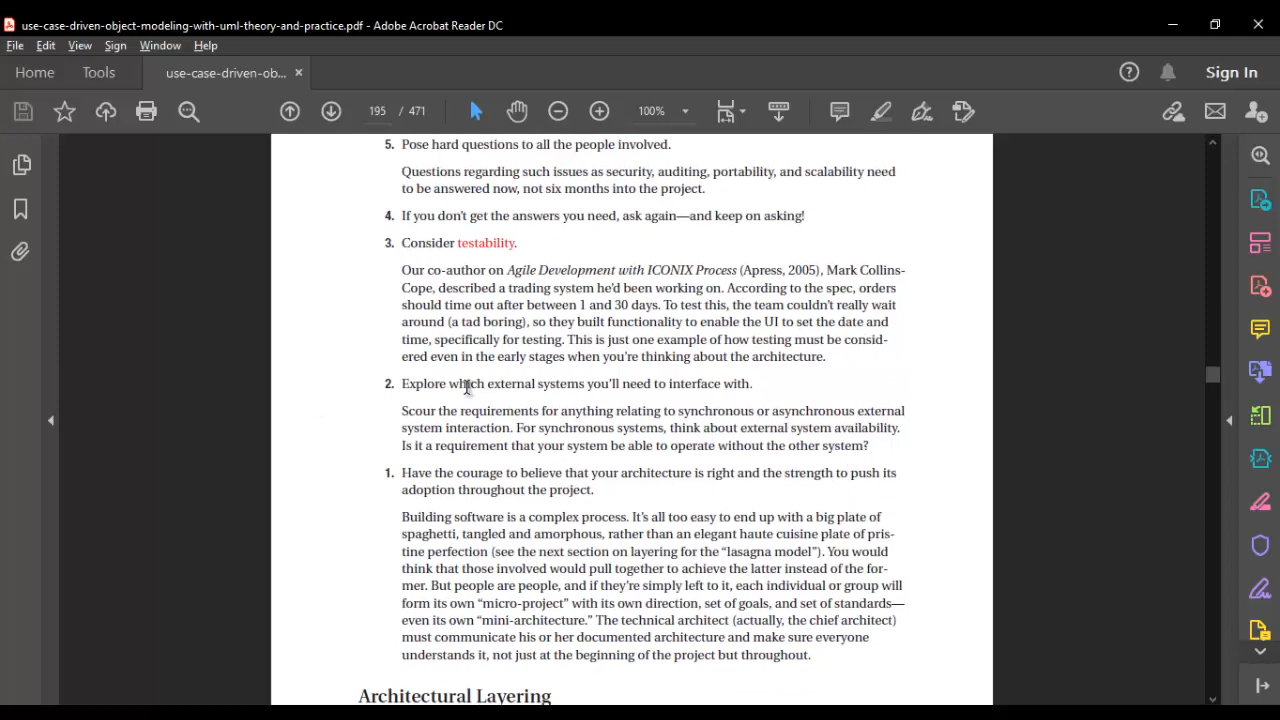 use-case-driven-object-modeling-with-uml-theory-and-practice.pdf - Adobe Acrobat Reader DC
File Edit View Sign Window Help
Home Tools use-case-driven-ob... × Sign In
195 / 471 100%
5. Pose hard questions to all the people involved.
Questions regarding such issues as security, auditing, portability, and scalability need
to be answered now, not six months into the project.
4. If you don't get the answers you need, ask again—and keep on asking!
3. Consider testability.
Our co-author on Agile Development with ICONIX Process (Apress, 2005), Mark Collins-
Cope, described a trading system he'd been working on. According to the spec, orders
should time out after between 1 and 30 days. To test this, the team couldn't really wait
around (a tad boring), so they built functionality to enable the UI to set the date and
time, specifically for testing. This is just one example of how testing must be consid-
ered even in the early stages when you're thinking about the architecture.
2. Explore which external systems you'll need to interface with.
Scour the requirements for anything relating to synchronous or asynchronous external
system interaction. For synchronous systems, think about external system availability.
Is it a requirement that your system be able to operate without the other system?
1. Have the courage to believe that your architecture is right and the strength to push its
adoption throughout the project.
Building software is a complex process. It's all too easy to end up with a big plate of
spaghetti, tangled and amorphous, rather than an elegant haute cuisine plate of pris-
tine perfection (see the next section on layering for the “lasagna model”). You would
think that those involved would pull together to achieve the latter instead of the for-
mer. But people are people, and if they're simply left to it, each individual or group will
form its own “micro-project” with its own direction, set of goals, and set of standards—
even its own “mini-architecture.” The technical architect (actually, the chief architect)
must communicate his or her documented architecture and make sure everyone
understands it, not just at the beginning of the project but throughout.
Architectural Layering